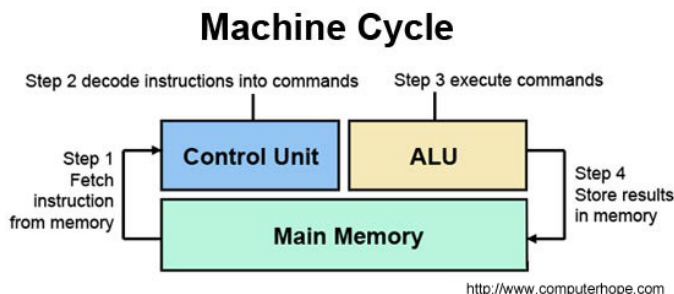 Machine Cycle
Step 2 decode instructions into commands
Step 3 execute commands
Control Unit
ALU
Step 1
Fetch
instruction
from memory
Step 4
Store results
in memory
Main Memory
http://www.computerhope.com